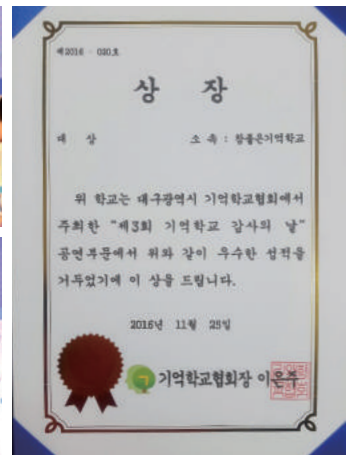 제2016 - 020호
상 장
대 상 소 속 : 참좋은기억학교
위 학교는 대구광역시 기억학교협회에서
주최한 "제3회 기억학교 감사의 날"
공연부문에서 위와 같이 우수한 성적을
거두었기에 이 상을 드립니다.
2016년 11월 25일
기억학교협회장 이은주